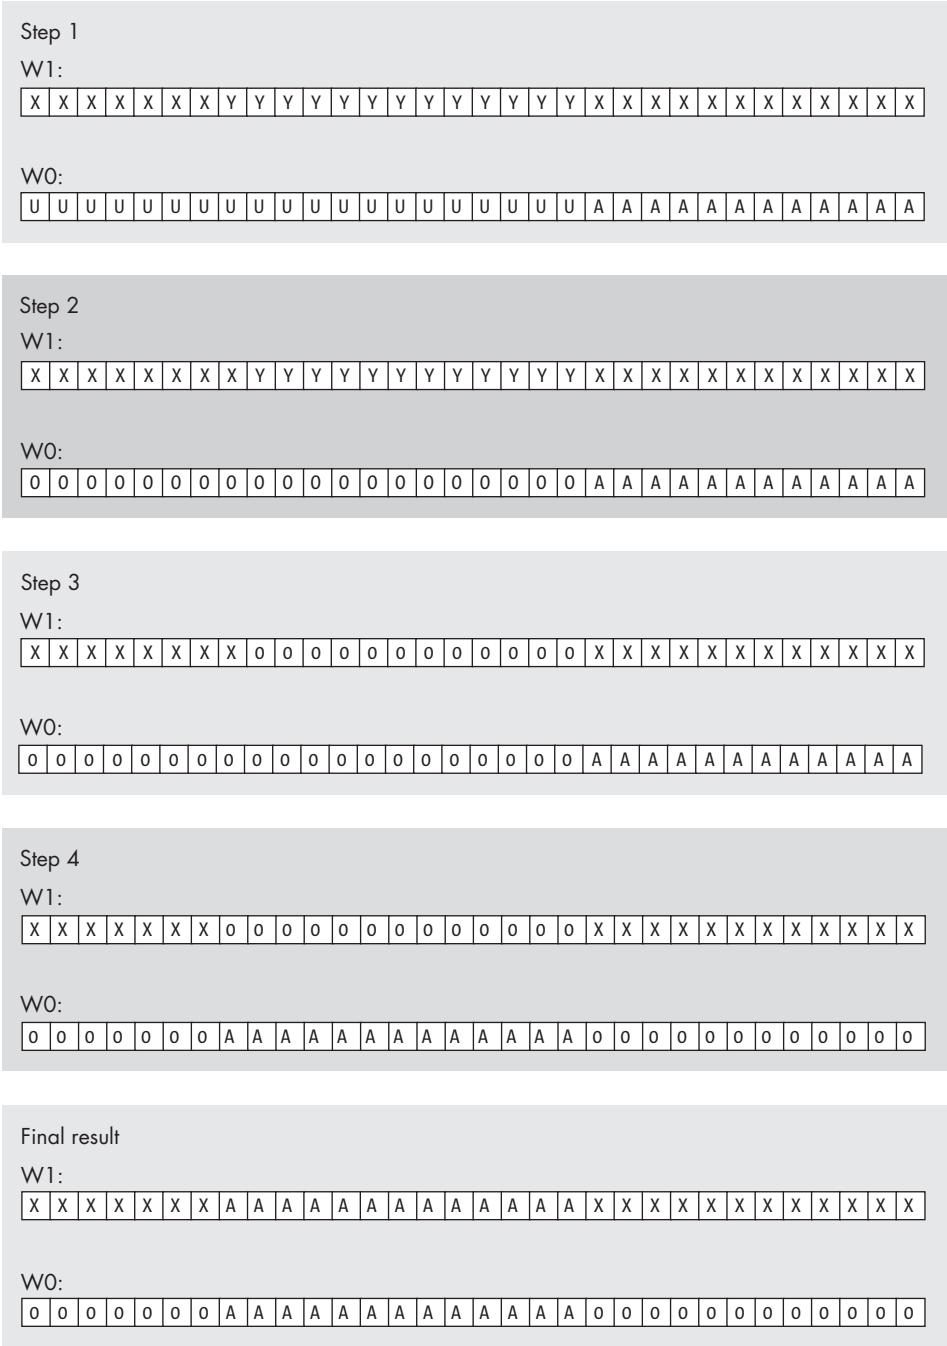 Step 1
W1:
X X X X X X X Y Y Y Y Y Y Y Y Y Y Y Y Y X X X X X X X X X X X X
W0:
U U U U U U U U U U U U U U U U U U U U A A A A A A A A A A A A
Step 2
W1:
X X X X X X X X Y Y Y Y Y Y Y Y Y Y Y Y X X X X X X X X X X X X
W0:
0 0 0 0 0 0 0 0 0 0 0 0 0 0 0 0 0 0 0 0 A A A A A A A A A A A A
Step 3
W1:
X X X X X X X X 0 0 0 0 0 0 0 0 0 0 0 0 X X X X X X X X X X X X
W0:
0 0 0 0 0 0 0 0 0 0 0 0 0 0 0 0 0 0 0 0 A A A A A A A A A A A A
Step 4
W1:
X X X X X X X 0 0 0 0 0 0 0 0 0 0 0 0 0 X X X X X X X X X X X X
W0:
0 0 0 0 0 0 0 A A A A A A A A A A A A A 0 0 0 0 0 0 0 0 0 0 0 0
Final result
W1:
X X X X X X X A A A A A A A A A A A A A X X X X X X X X X X X X
W0:
0 0 0 0 0 0 0 A A A A A A A A A A A A A 0 0 0 0 0 0 0 0 0 0 0 0